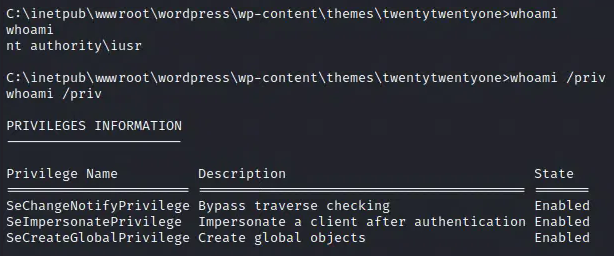 C:\inetpub\wwwroot\wordpress\wp-content\themes\twentytwentyone>whoami
whoami
nt authority\iusr
C:\inetpub\wwwroot\wordpress\wp-content\themes\twentytwentyone>whoami /priv
whoami /priv
PRIVILEGES INFORMATION
----------------------
Privilege Name Description State
======================= ========================================= =======
SeChangeNotifyPrivilege Bypass traverse checking Enabled
SeImpersonatePrivilege Impersonate a client after authentication Enabled
SeCreateGlobalPrivilege Create global objects Enabled